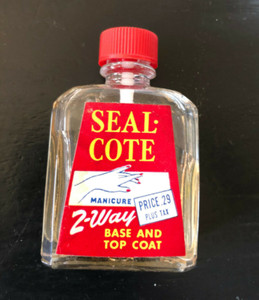 SEAL-
COTE
MANICURE
PRICE .29
PLUS TAX
2-Way
BASE AND
TOP COAT